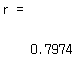 r =
0.7974